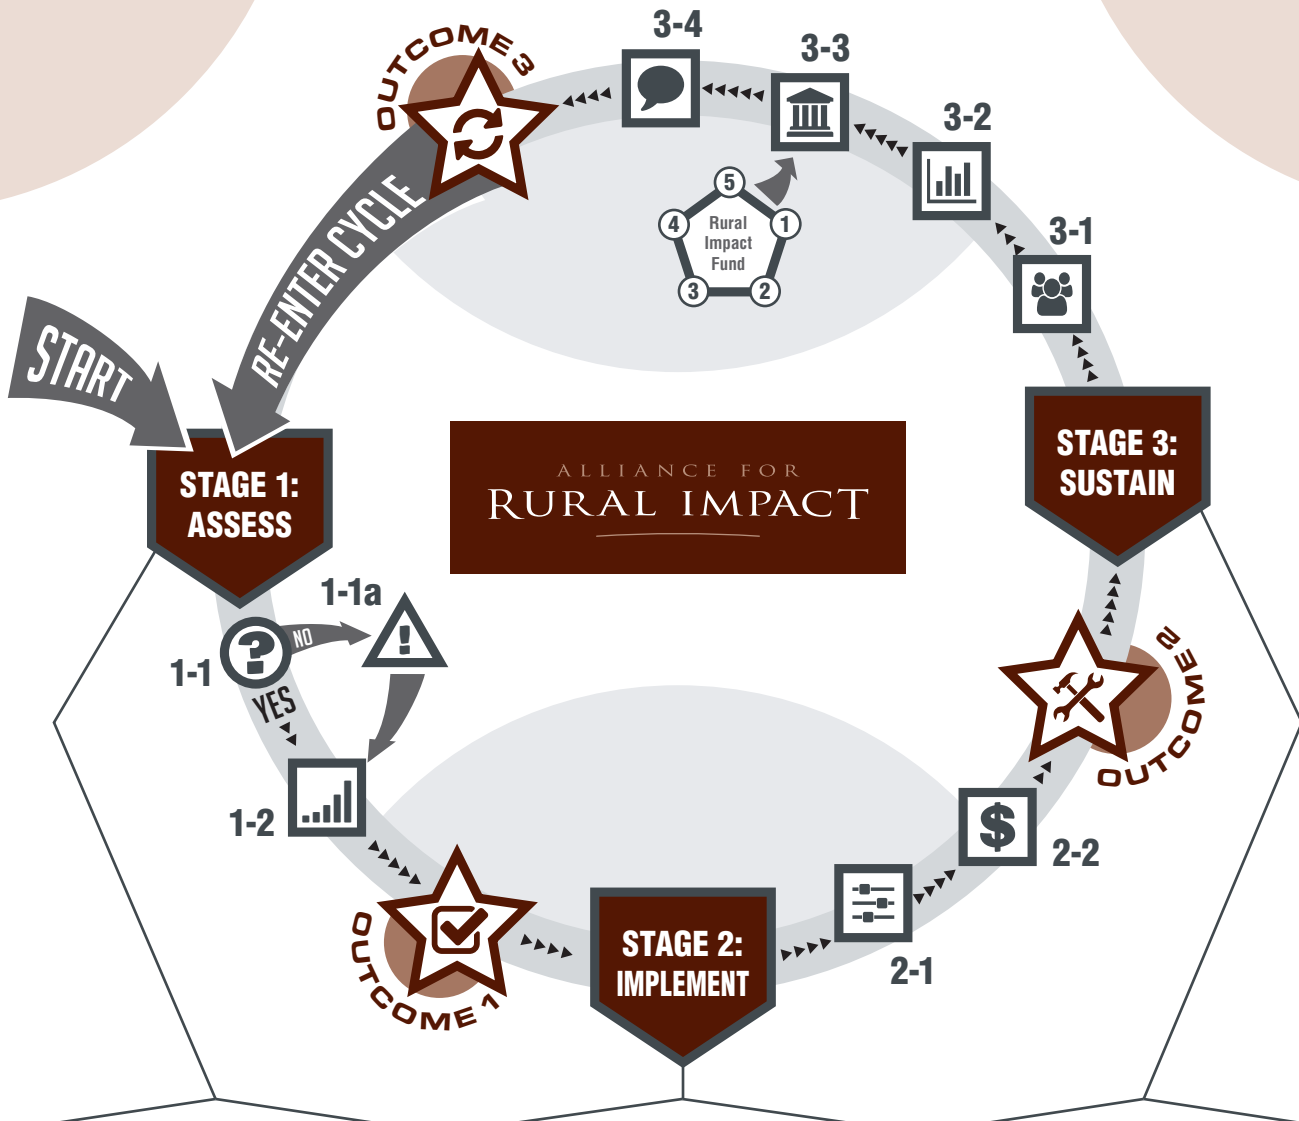 OUTCOME 3
3-4
3-3
3-2
3-1
5
4
1
3
2
Rural
Impact
Fund
RE-ENTER CYCLE
START
STAGE 1:
ASSESS
ALLIANCE FOR
RURAL IMPACT
STAGE 3:
SUSTAIN
1-1a
1-1
?
NO
!
YES
1-2
OUTCOME 2
$
2-2
2-1
OUTCOME 1
STAGE 2:
IMPLEMENT